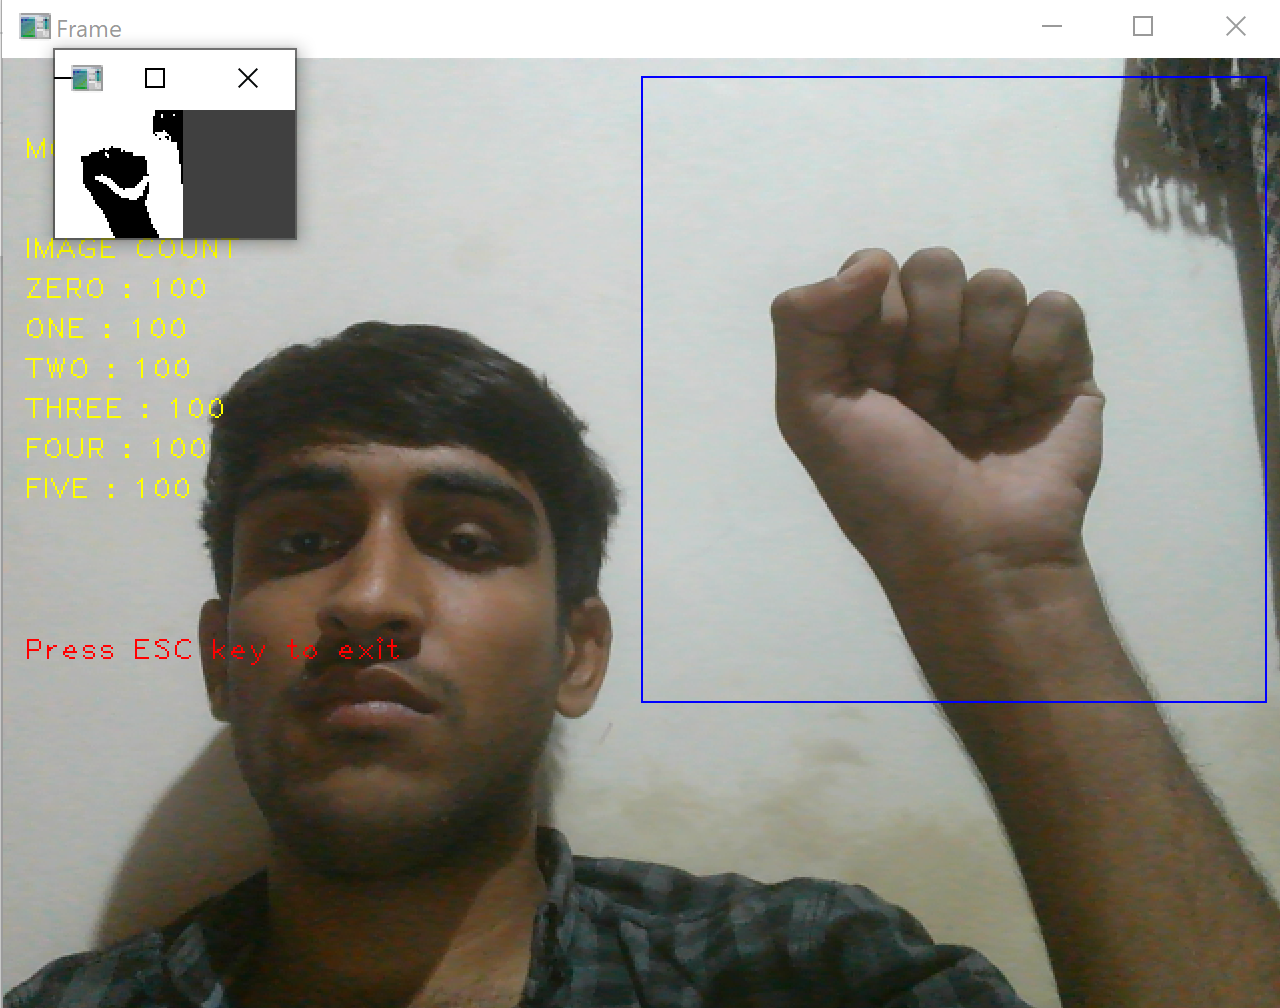 Frame
IMAGE COUNT
ZERO : 100
ONE : 100
TWO : 100
THREE : 100
FOUR : 100
FIVE : 100
Press ESC key to exit